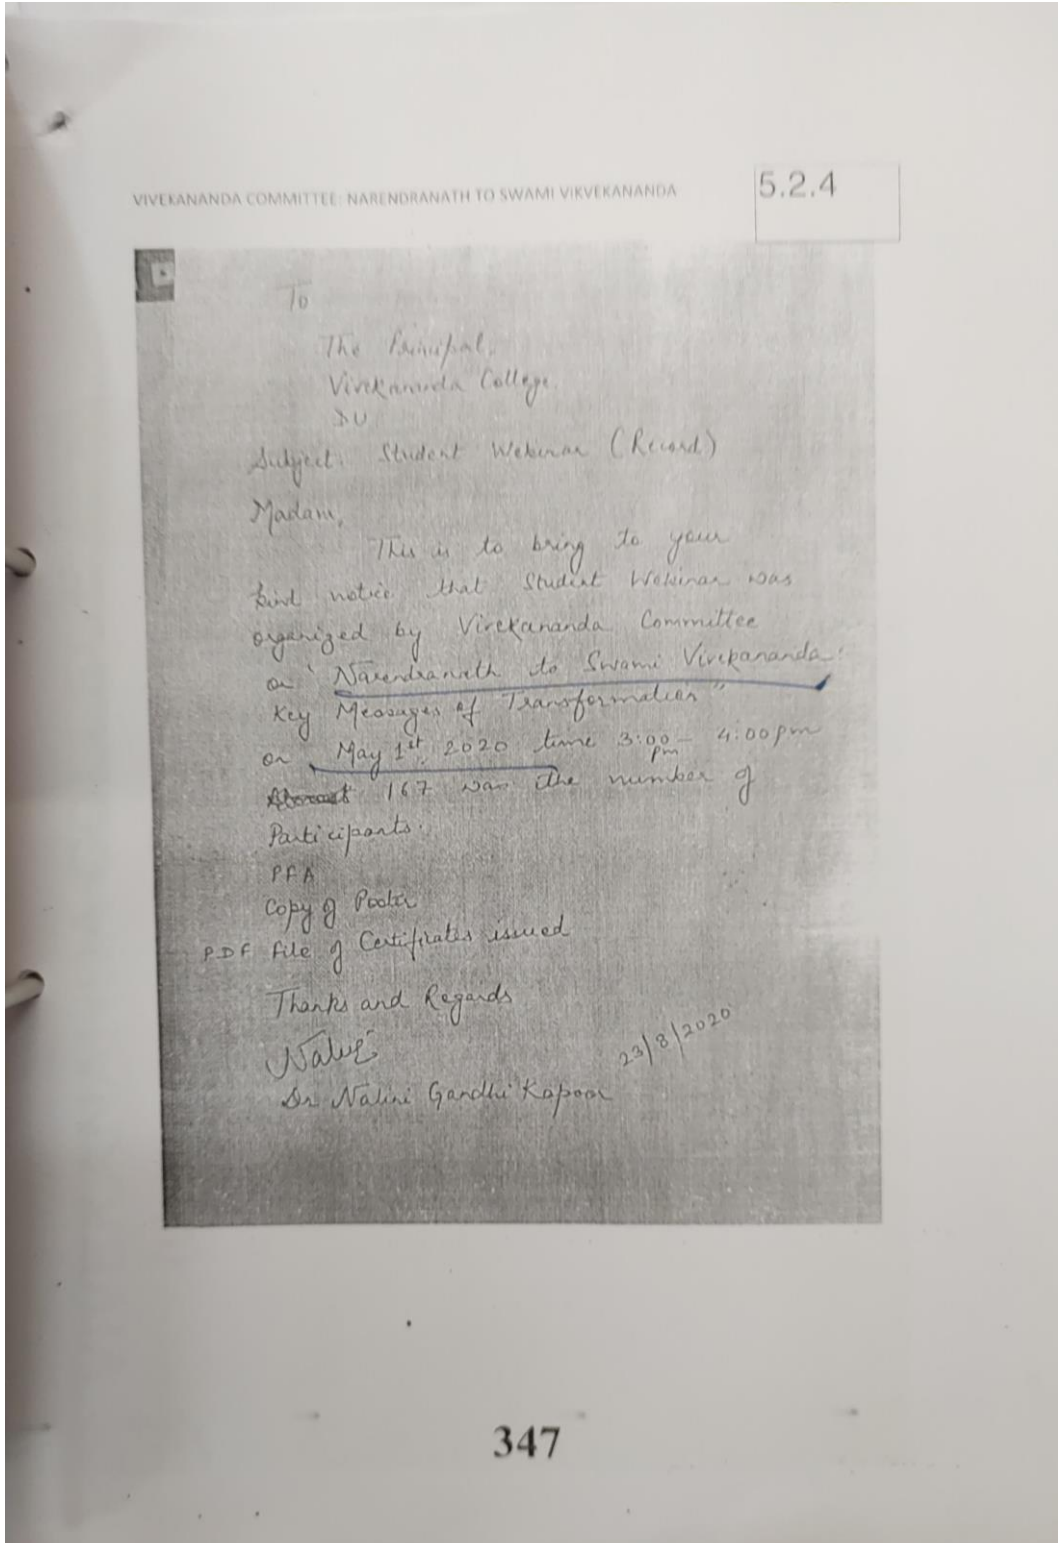 VIVEKANANDA COMMITTEE: NARENDRANATH TO SWAMI VIKVEKANANDA
5.2.4
To
The Principal,
Vivekananda College.
DU
Subject: Student Webinar (Record)
Madam,
This is to bring to your
kind notice that Student Webinar was
organized by Vivekananda Committee
on "Narendranath to Swami Vivekananda:
Key Messages of Transformation"
on May 1st, 2020 time 3:00 pm - 4:00pm
167 was the number of
Participants.
PFA
Copy of Poster
PDF file of Certificates issued
Thanks and Regards
Nalini
23/8/2020
Dr Nalini Gandhi Kapoor
347